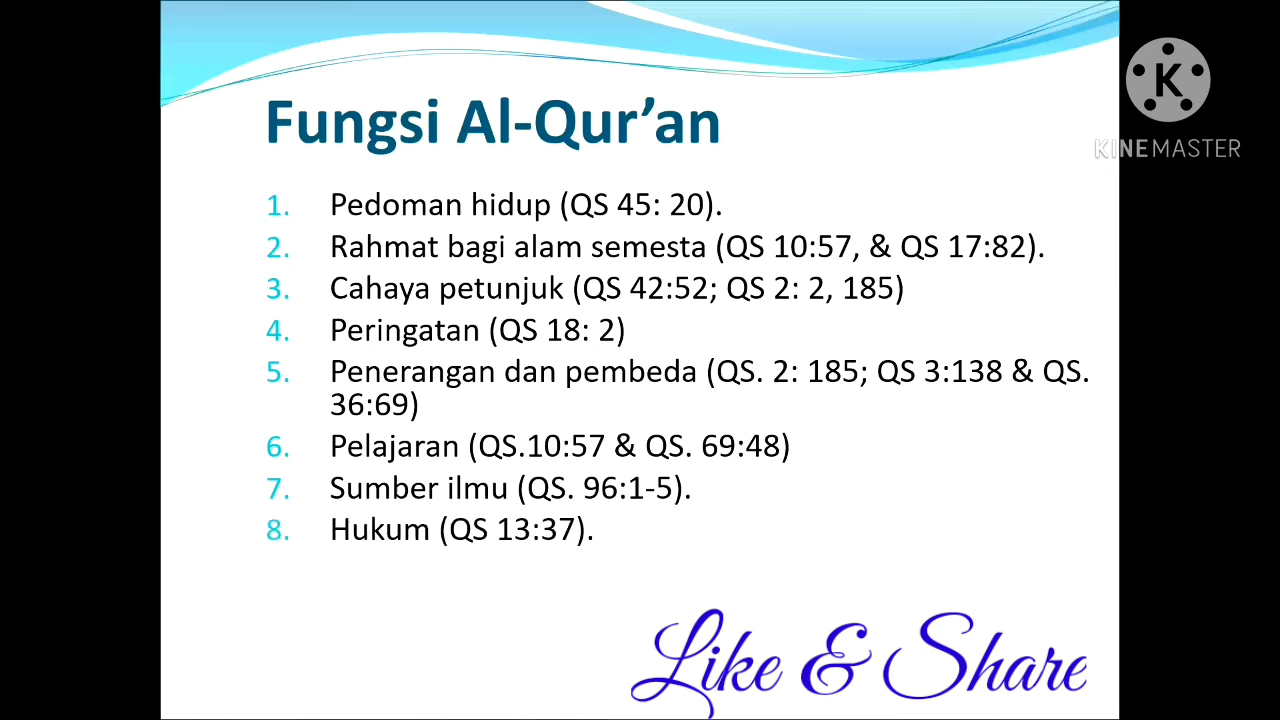 Fungsi Al-Qur’an
1. Pedoman hidup (QS 45: 20).
2. Rahmat bagi alam semesta (QS 10:57, & QS 17:82).
3. Cahaya petunjuk (QS 42:52; QS 2: 2, 185)
4. Peringatan (QS 18: 2)
5. Penerangan dan pembeda (QS. 2: 185; QS 3:138 & QS.
36:69)
6. Pelajaran (QS.10:57 & QS. 69:48)
7. Sumber ilmu (QS. 96:1-5).
8. Hukum (QS 13:37).
Like & Share
K
KINEMASTER